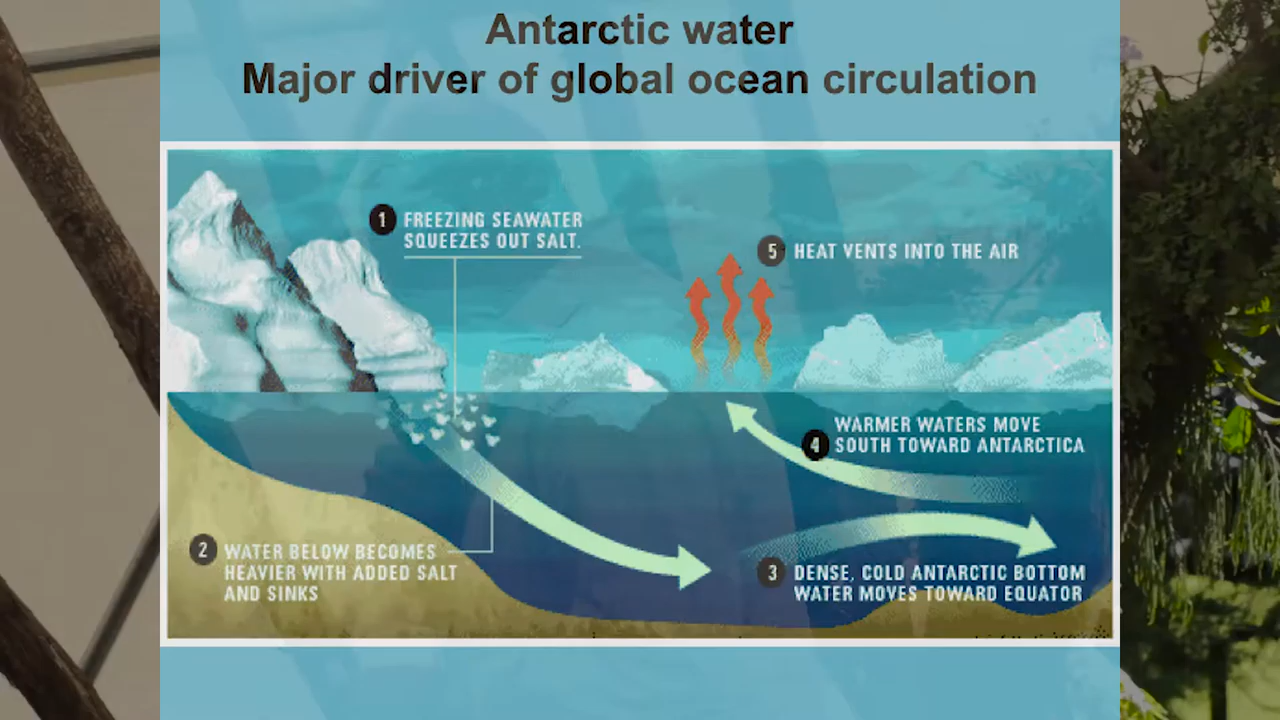 Antarctic water
Major driver of global ocean circulation
1 FREEZING SEAWATER
SQUEEZES OUT SALT.
5 HEAT VENTS INTO THE AIR
WARMER WATERS MOVE
4 SOUTH TOWARD ANTARCTICA
2 WATER BELOW BECOMES
HEAVIER WITH ADDED SALT
AND SINKS
3 DENSE, COLD ANTARCTIC BOTTOM
WATER MOVES TOWARD EQUATOR